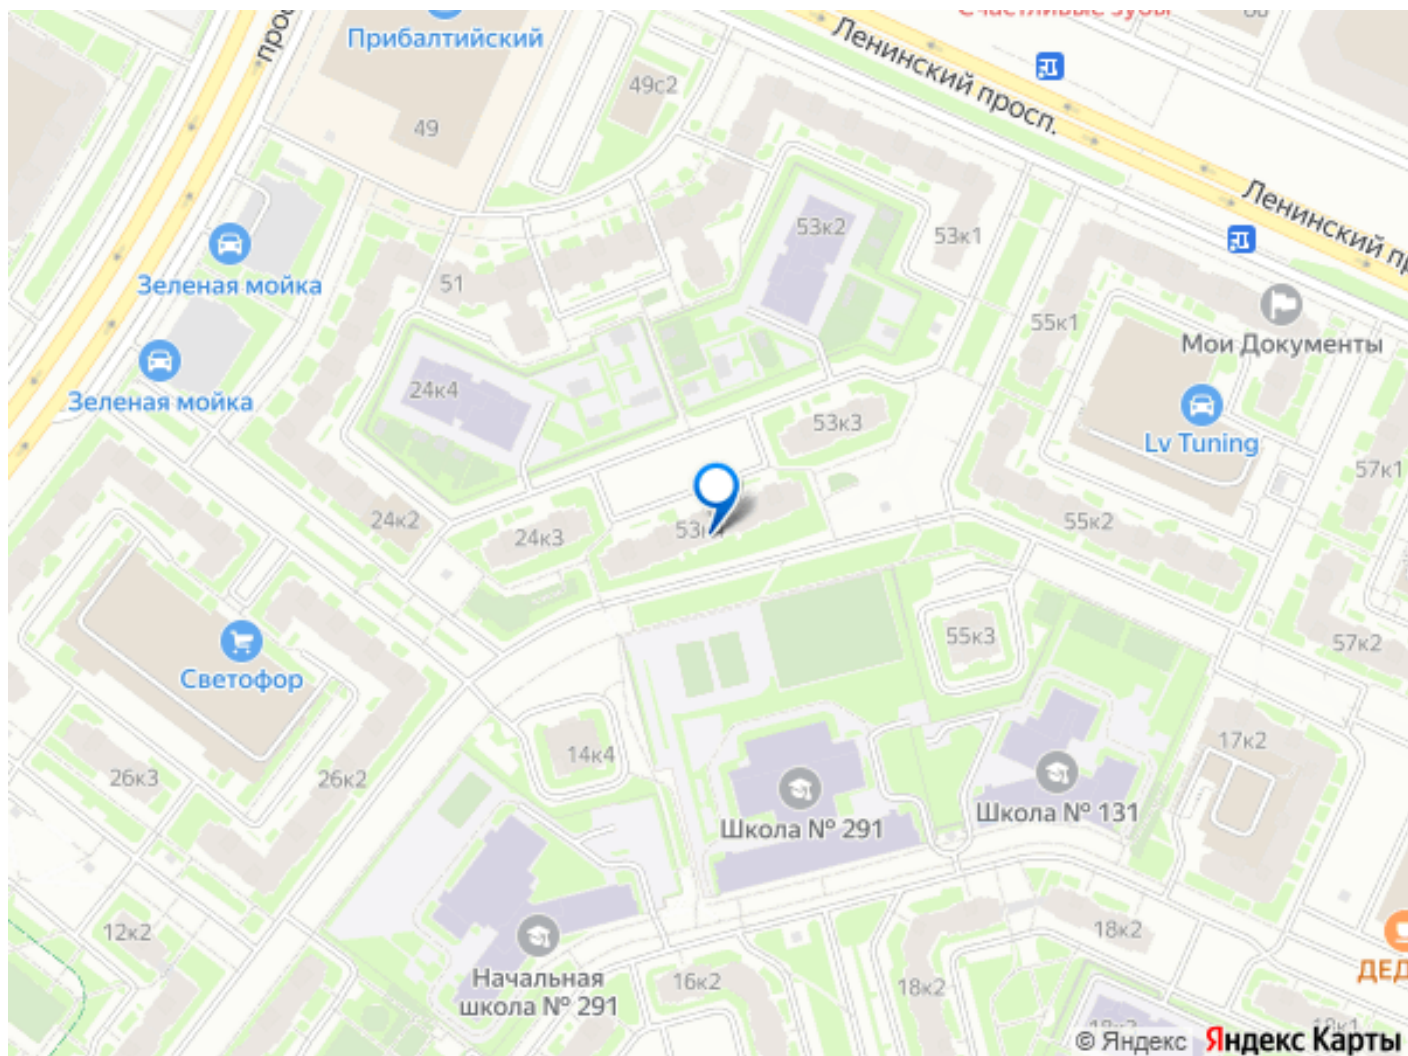 Прибалтийский
Ленинский просп.
49с2
49
Ленинский
53к2
53к1
51
Зеленая мойка
55к1
Мои Документы
24к4
Зеленая мойка
53к3
Lv Tuning
57к1
24к2
24к3
55к2
55к3
57к2
Светофор
17к2
14к4
26к3
26к2
Школа № 131
Школа № 291
12к2
18к2
Начальная
школа № 291
16к2
18к2
© Яндекс Яндекс Карты